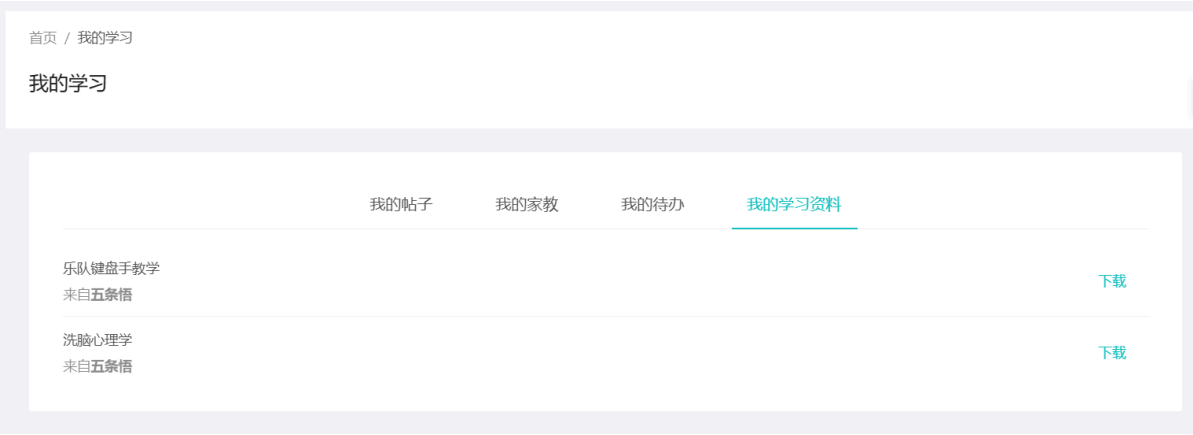 首页 / 我的学习
我的学习
我的帖子 我的家教 我的待办 我的学习资料
乐队键盘手教学
来自五条悟
下载
洗脑心理学
来自五条悟
下载